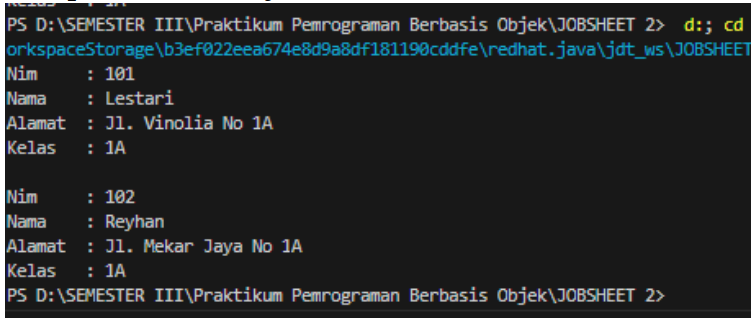 PS D:\SEMESTER III\Praktikum Pemrograman Berbasis Objek\JOBSHEET 2> d:; cd
orkspaceStorage\b3ef022eea674e8d9a8df181190cddfe\redhat.java\jdt_ws\JOBSHEET
Nim : 101
Nama : Lestari
Alamat : Jl. Vinolia No 1A
Kelas : 1A
Nim : 102
Nama : Reyhan
Alamat : Jl. Mekar Jaya No 1A
Kelas : 1A
PS D:\SEMESTER III\Praktikum Pemrograman Berbasis Objek\JOBSHEET 2>